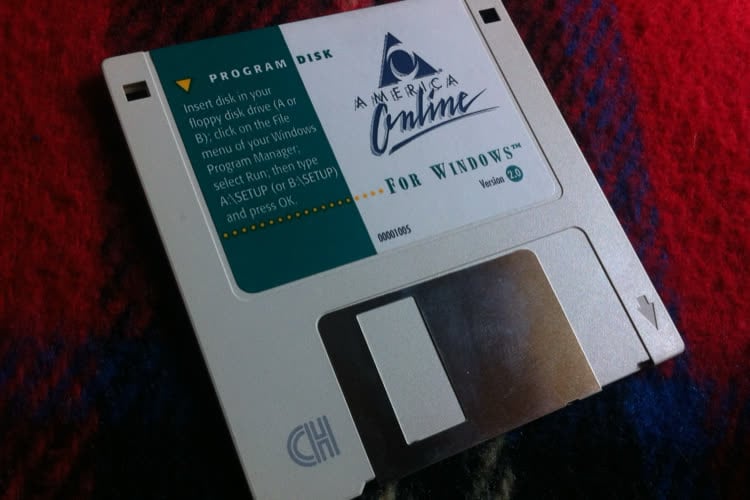 PROGRAM DISK
Insert disk in your
floppy disk drive (A or
B); click on the File
menu of your Windows
Program Manager;
select Run, then type
A:\SETUP (or B:\SETUP)
and press OK.
AMERICA
Online
FOR WINDOWS™
Version 2.0
00001005
CH